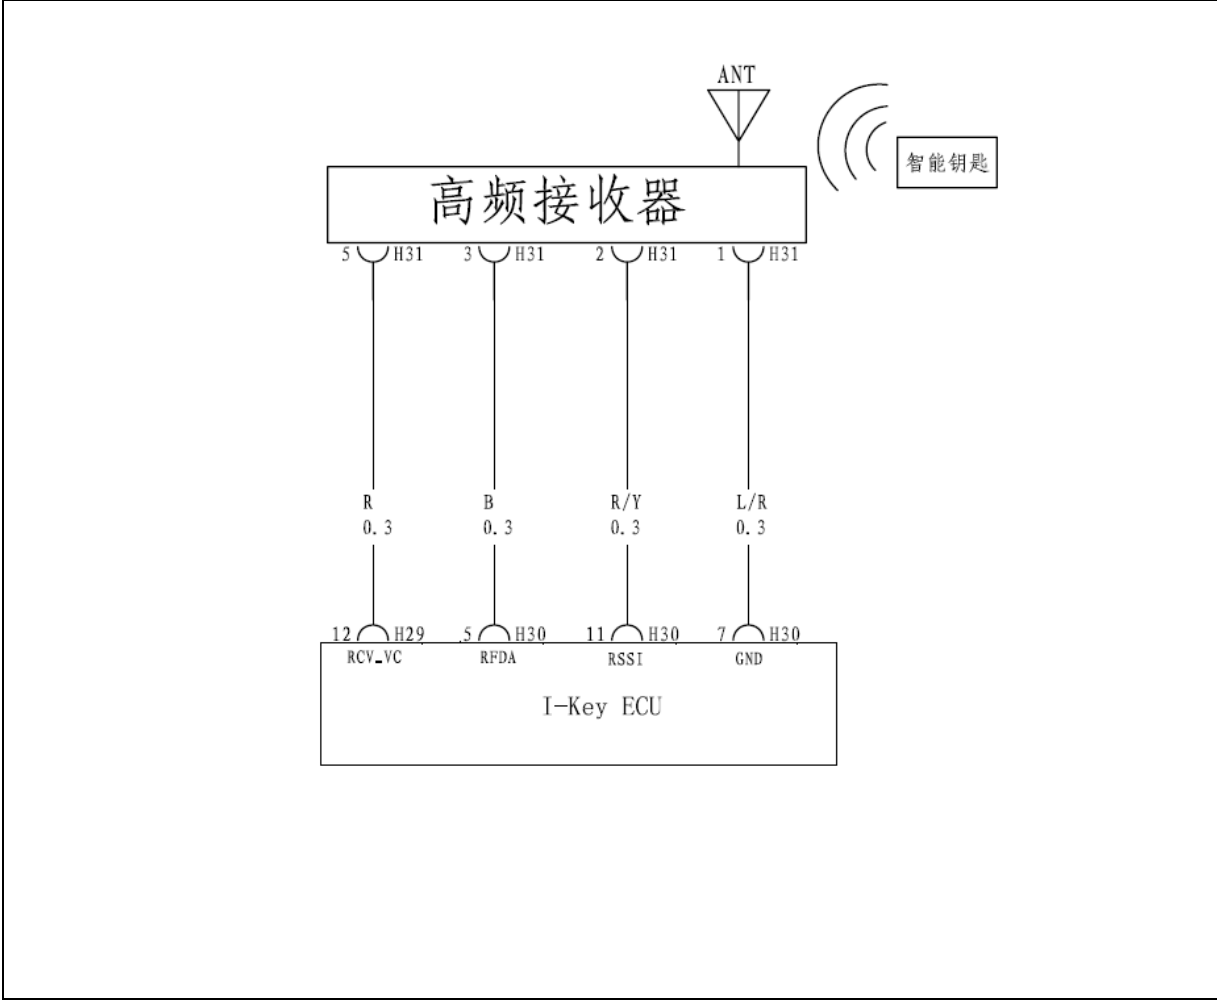 ANT
智能钥匙
高频接收器
5 H31 3 H31 2 H31 1 H31
R B R/Y L/R
0.3 0.3 0.3 0.3
12 H29 5 H30 11 H30 7 H30
RCV_VC RFDA RSSI GND
I-Key ECU